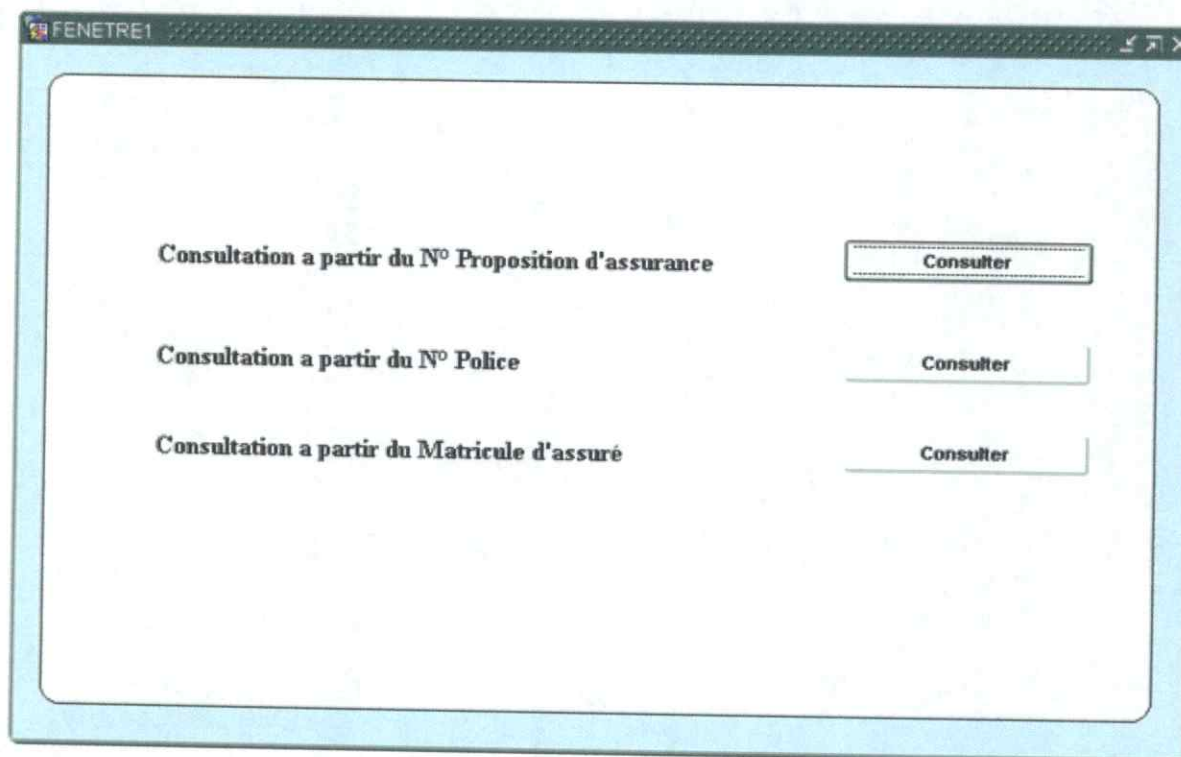 FENETRE1
Consultation a partir du N° Proposition d'assurance Consulter
Consultation a partir du N° Police Consulter
Consultation a partir du Matricule d'assuré Consulter